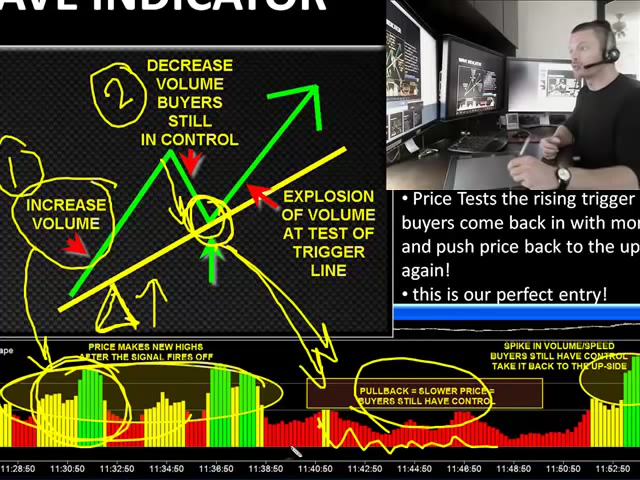 INDICATOR
2
DECREASE
VOLUME
BUYERS
STILL
IN CONTROL
1
INCREASE
VOLUME
EXPLOSION
OF VOLUME
AT TEST OF
TRIGGER
LINE
• Price Tests the rising trigger
buyers come back in with
and push price back to the
again!
• this is our perfect entry!
PRICE MAKES NEW HIGHS
AFTER THE SIGNAL FIRES OFF
SPIKE IN VOLUME/SPEED
BUYERS STILL HAVE CONTROL
TAKE IT BACK TO THE UP-SIDE
PULLBACK = SLOWER PRICE =
BUYERS STILL HAVE CONTROL
11:28:50 11:30:50 11:32:50 11:34:50 11:36:50 11:38:50 11:40:50 11:42:50 11:44:50 11:46:50 11:48:50 11:50:50 11:52:50